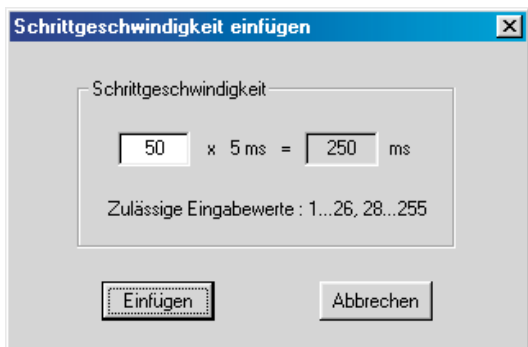 Schrittgeschwindigkeit einfügen
Schrittgeschwindigkeit
50 x 5 ms = 250 ms
Zulässige Eingabewerte : 1...26, 28...255
Einfügen Abbrechen